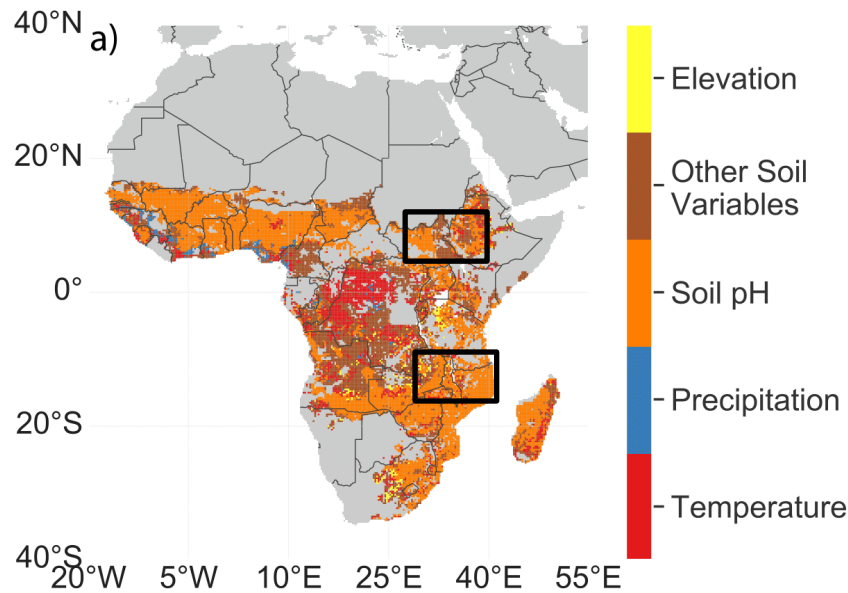 a)
40°N
20°N
0°
20°S
40°S
20°W 5°W 10°E 25°E 40°E 55°E
Elevation
Other Soil
Variables
Soil pH
Precipitation
Temperature